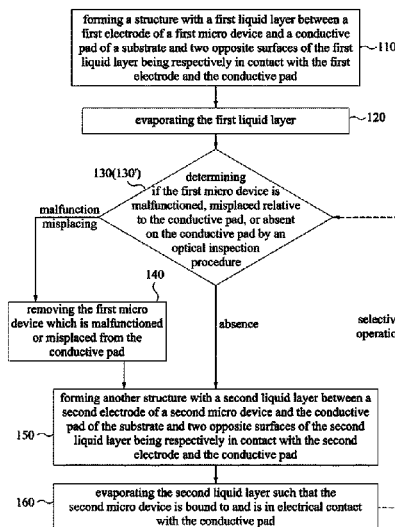 forming a structure with a first liquid layer between a
first electrode of a first micro device and a conductive
pad of a substrate and two opposite surfaces of the first
liquid layer being respectively in contact with the first
electrode and the conductive pad
110
evaporating the first liquid layer
120
130(130')
determining
if the first micro device is
malfunctioned, misplaced relative
to the conductive pad, or absent
on the conductive pad by an
optical inspection
procedure
malfunction
misplacing
140
removing the first micro
device which is malfunctioned
or misplaced from the
conductive pad
absence
operation
forming another structure with a second liquid layer between
a second electrode of a second micro device and the conductive
pad of the substrate and two opposite surfaces of the second
liquid layer being respectively in contact with the second
electrode and the conductive pad
150
evaporating the second liquid layer such that the
second micro device is bound to and is in electrical contact
with the conductive pad
160